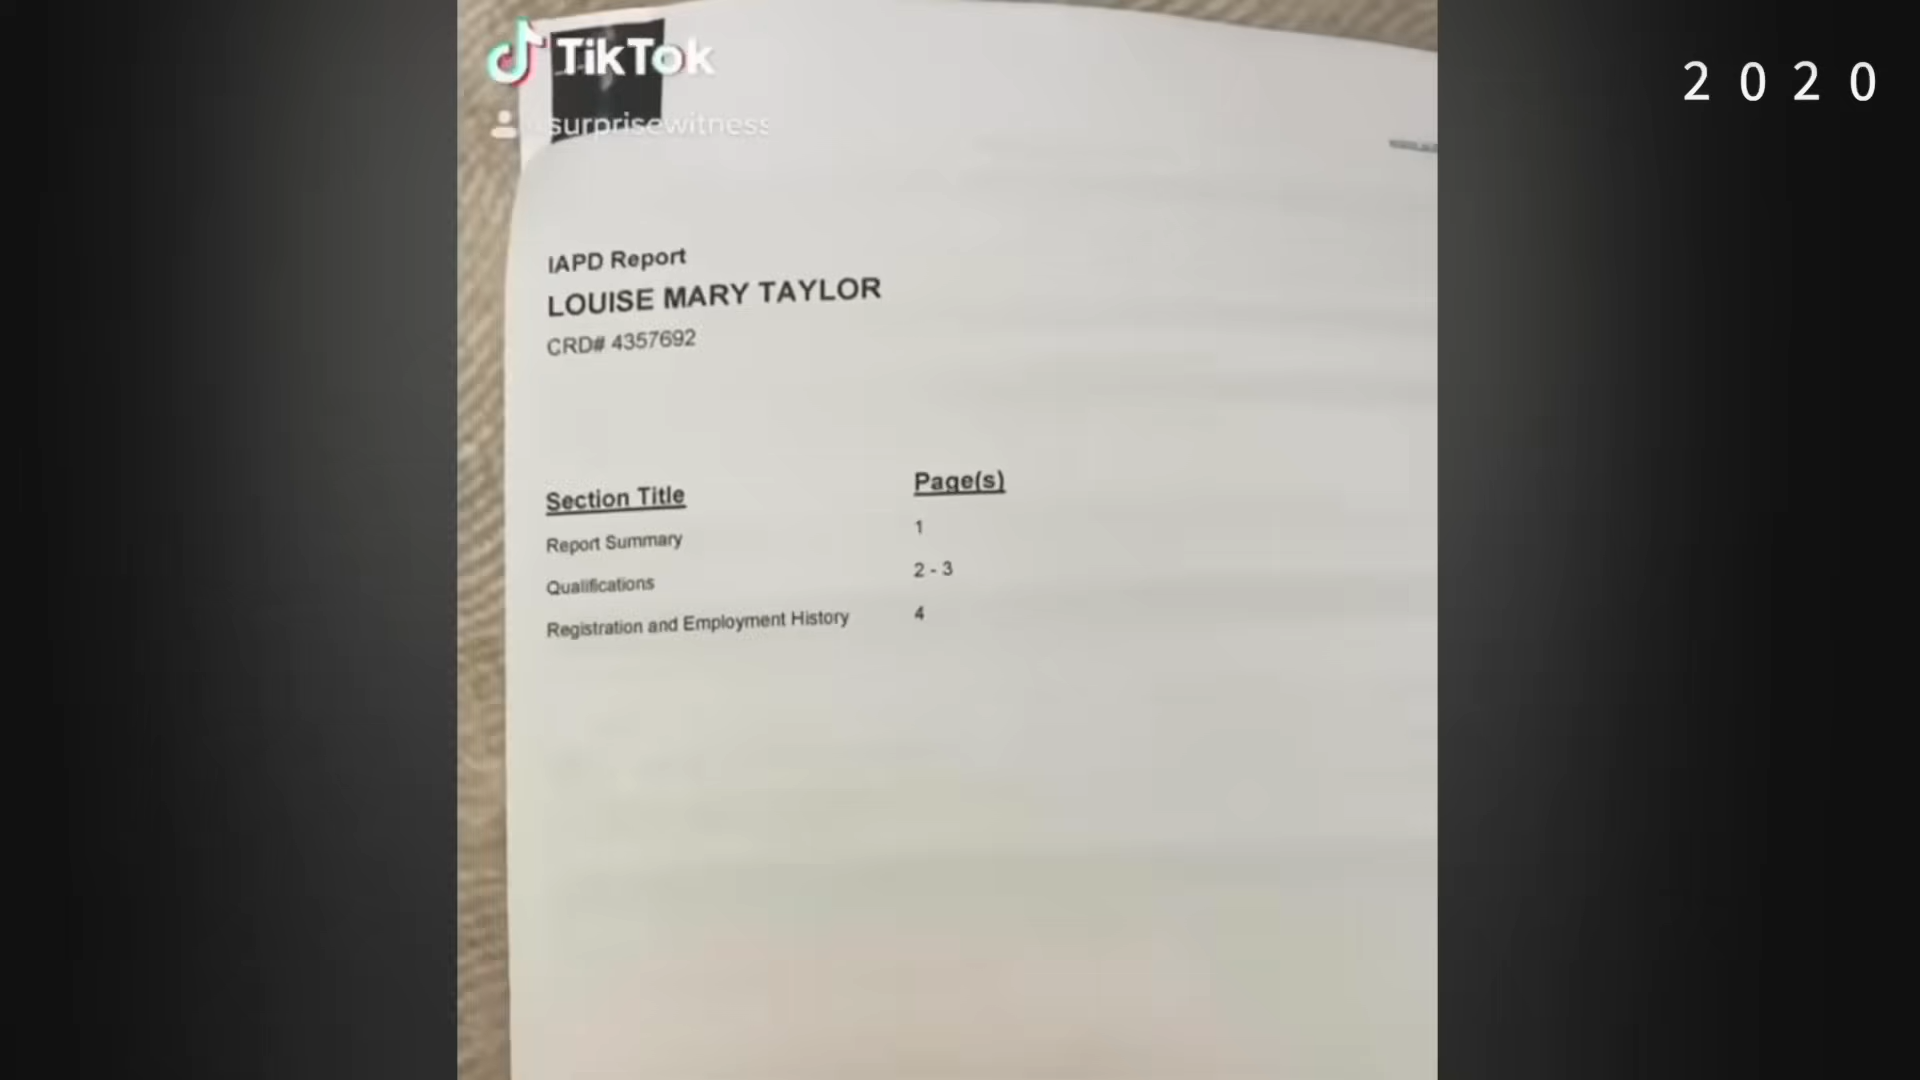 TikTok
surprisewitness
2020
IAPD Report
LOUISE MARY TAYLOR
CRD# 4357692
Section Title Page(s)
Report Summary 1
Qualifications 2 - 3
Registration and Employment History 4